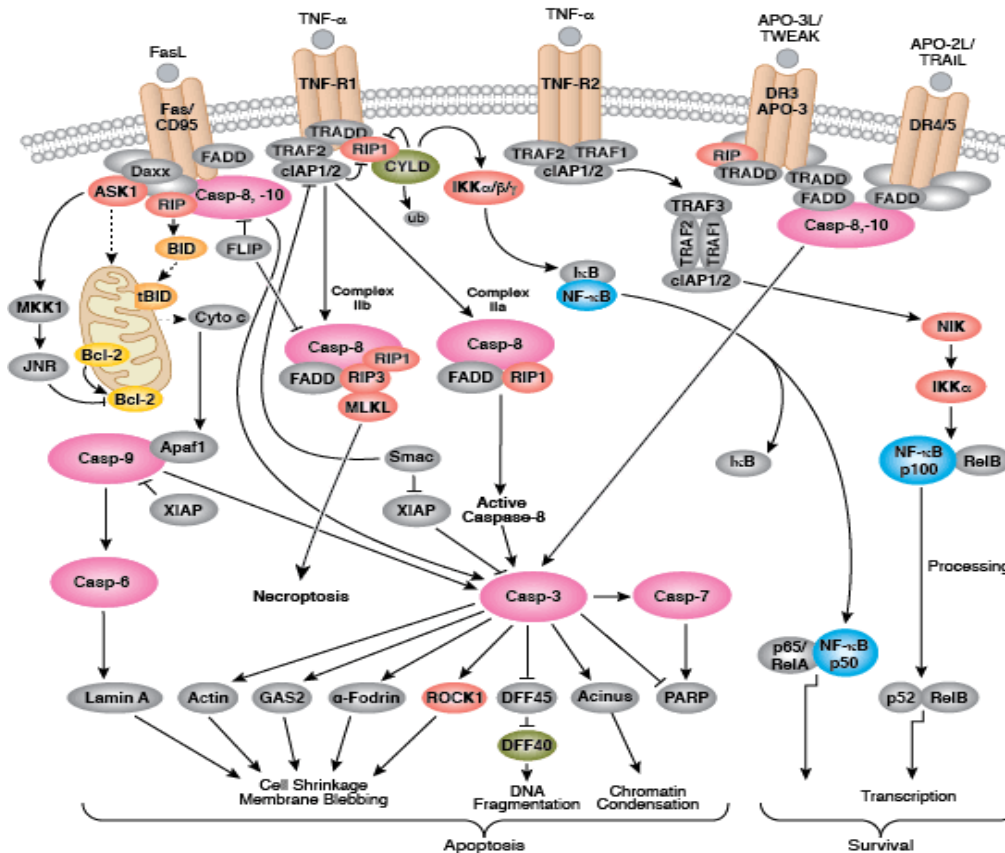 TNF-α
TNF-α
APO-3L/
TWEAK
APO-2L/
TRAIL
FasL
Fas/
CD95
TNF-R1
TNF-R2
DR3
APO-3
DR4/5
TRADD
TRAF2
RIP1
cIAP1/2
CYLD
ub
FADD
Daxx
ASK1
RIP
Casp-8, -10
IKKα/β/γ
TRAF2
TRAF1
cIAP1/2
RIP
TRADD
TRADD
FADD
FADD
Casp-8,-10
TRAF3
TRAF2
TRAF1
cIAP1/2
BID
FLIP
tBID
Cyto c
MKK1
JNR
Bcl-2
Bcl-2
IκB
NF-κB
Complex
IIb
Complex
IIa
Casp-8
RIP1
FADD
RIP3
MLKL
Casp-8
FADD
RIP1
NIK
IKKα
NF-κB
p100
RelB
IκB
Casp-9
Apaf1
XIAP
Smac
XIAP
Active
Caspase-8
Casp-6
Necroptosis
Casp-3
Casp-7
Processing
p65/
RelA
NF-κB
p50
Lamin A
Actin
GAS2
α-Fodrin
ROCK1
DFF45
Acinus
PARP
p52
RelB
DFF40
Cell Shrinkage
Membrane Blebbing
DNA
Fragmentation
Chromatin
Condensation
Transcription
Apoptosis
Survival